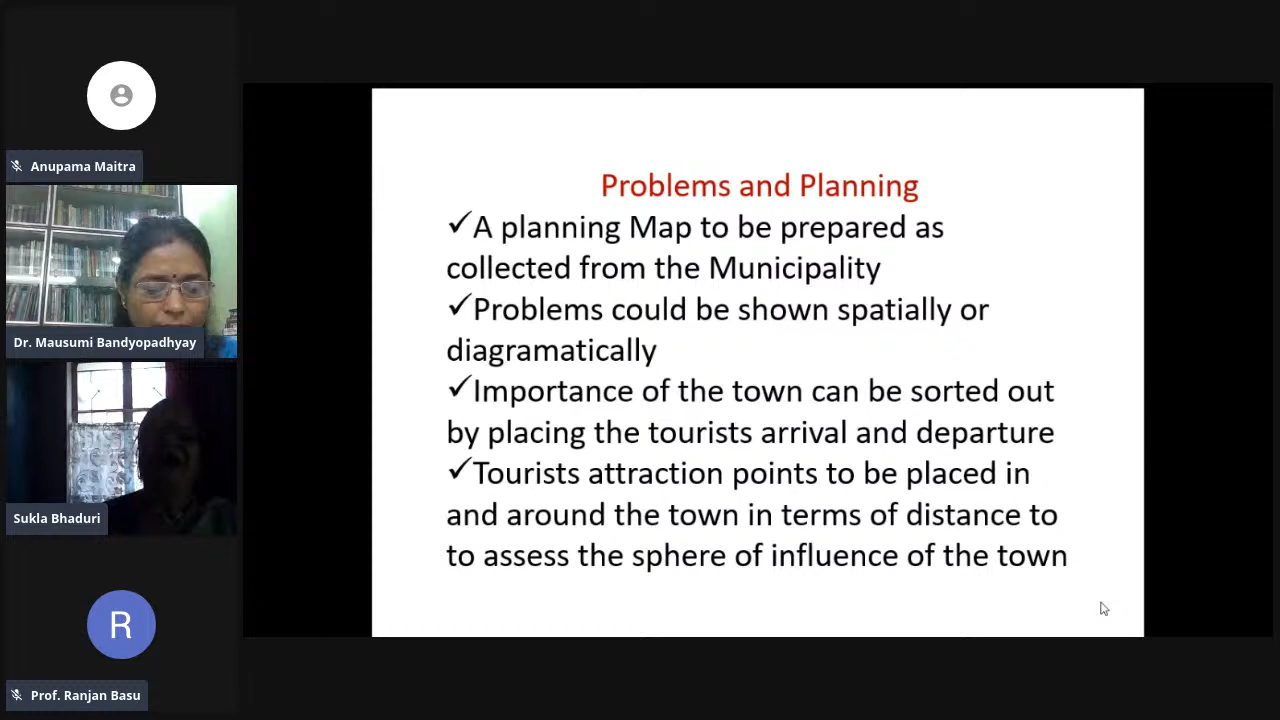 Anupama Maitra
Dr. Mausumi Bandyopadhyay
Sukla Bhaduri
R
Prof. Ranjan Basu
Problems and Planning
✓A planning Map to be prepared as
collected from the Municipality
✓Problems could be shown spatially or
diagramatically
✓Importance of the town can be sorted out
by placing the tourists arrival and departure
✓Tourists attraction points to be placed in
and around the town in terms of distance to
to assess the sphere of influence of the town